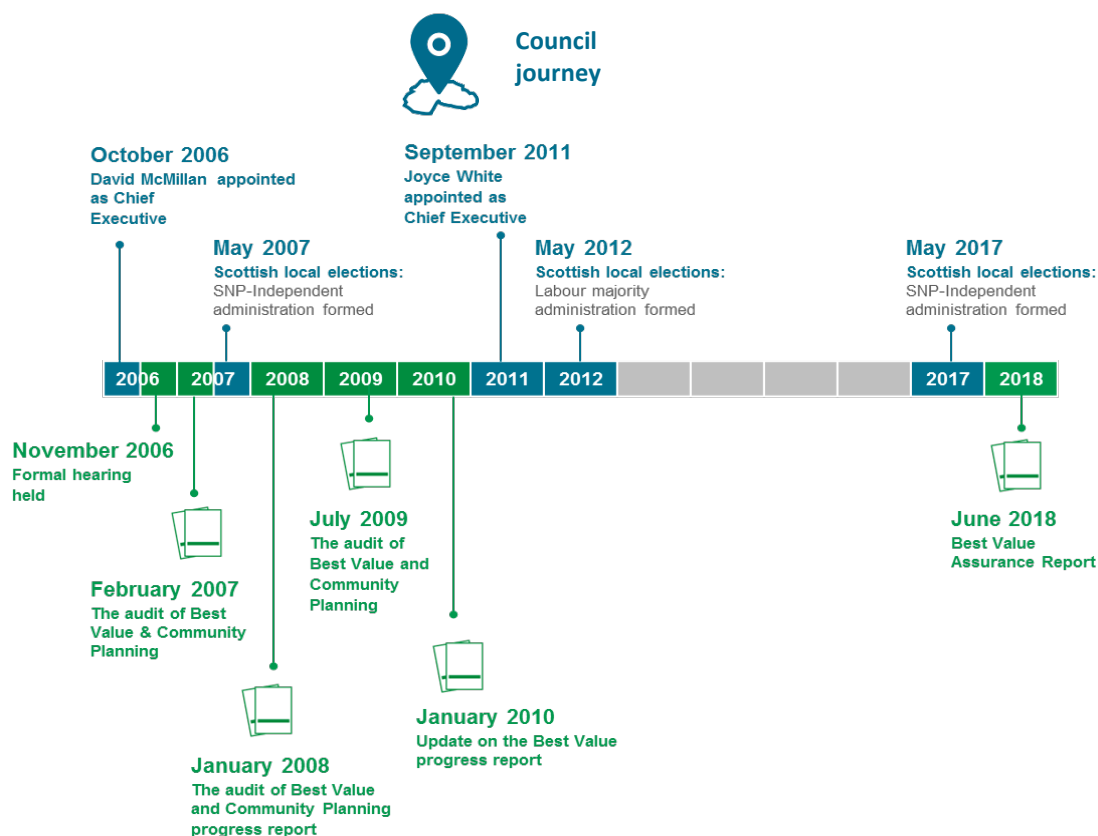 Council
journey
October 2006
David McMillan appointed
as Chief
Executive
September 2011
Joyce White
appointed as
Chief Executive
May 2007
Scottish local elections:
SNP-Independent
administration formed
May 2012
Scottish local elections:
Labour majority
administration formed
May 2017
Scottish local elections:
SNP-Independent
administration formed
2006 2007 2008 2009 2010 2011 2012 2017 2018
November 2006
Formal hearing
held
February 2007
The audit of Best
Value & Community
Planning
January 2008
The audit of Best Value
and Community Planning
progress report
July 2009
The audit of
Best Value and
Community
Planning
January 2010
Update on the Best Value
progress report
June 2018
Best Value
Assurance Report